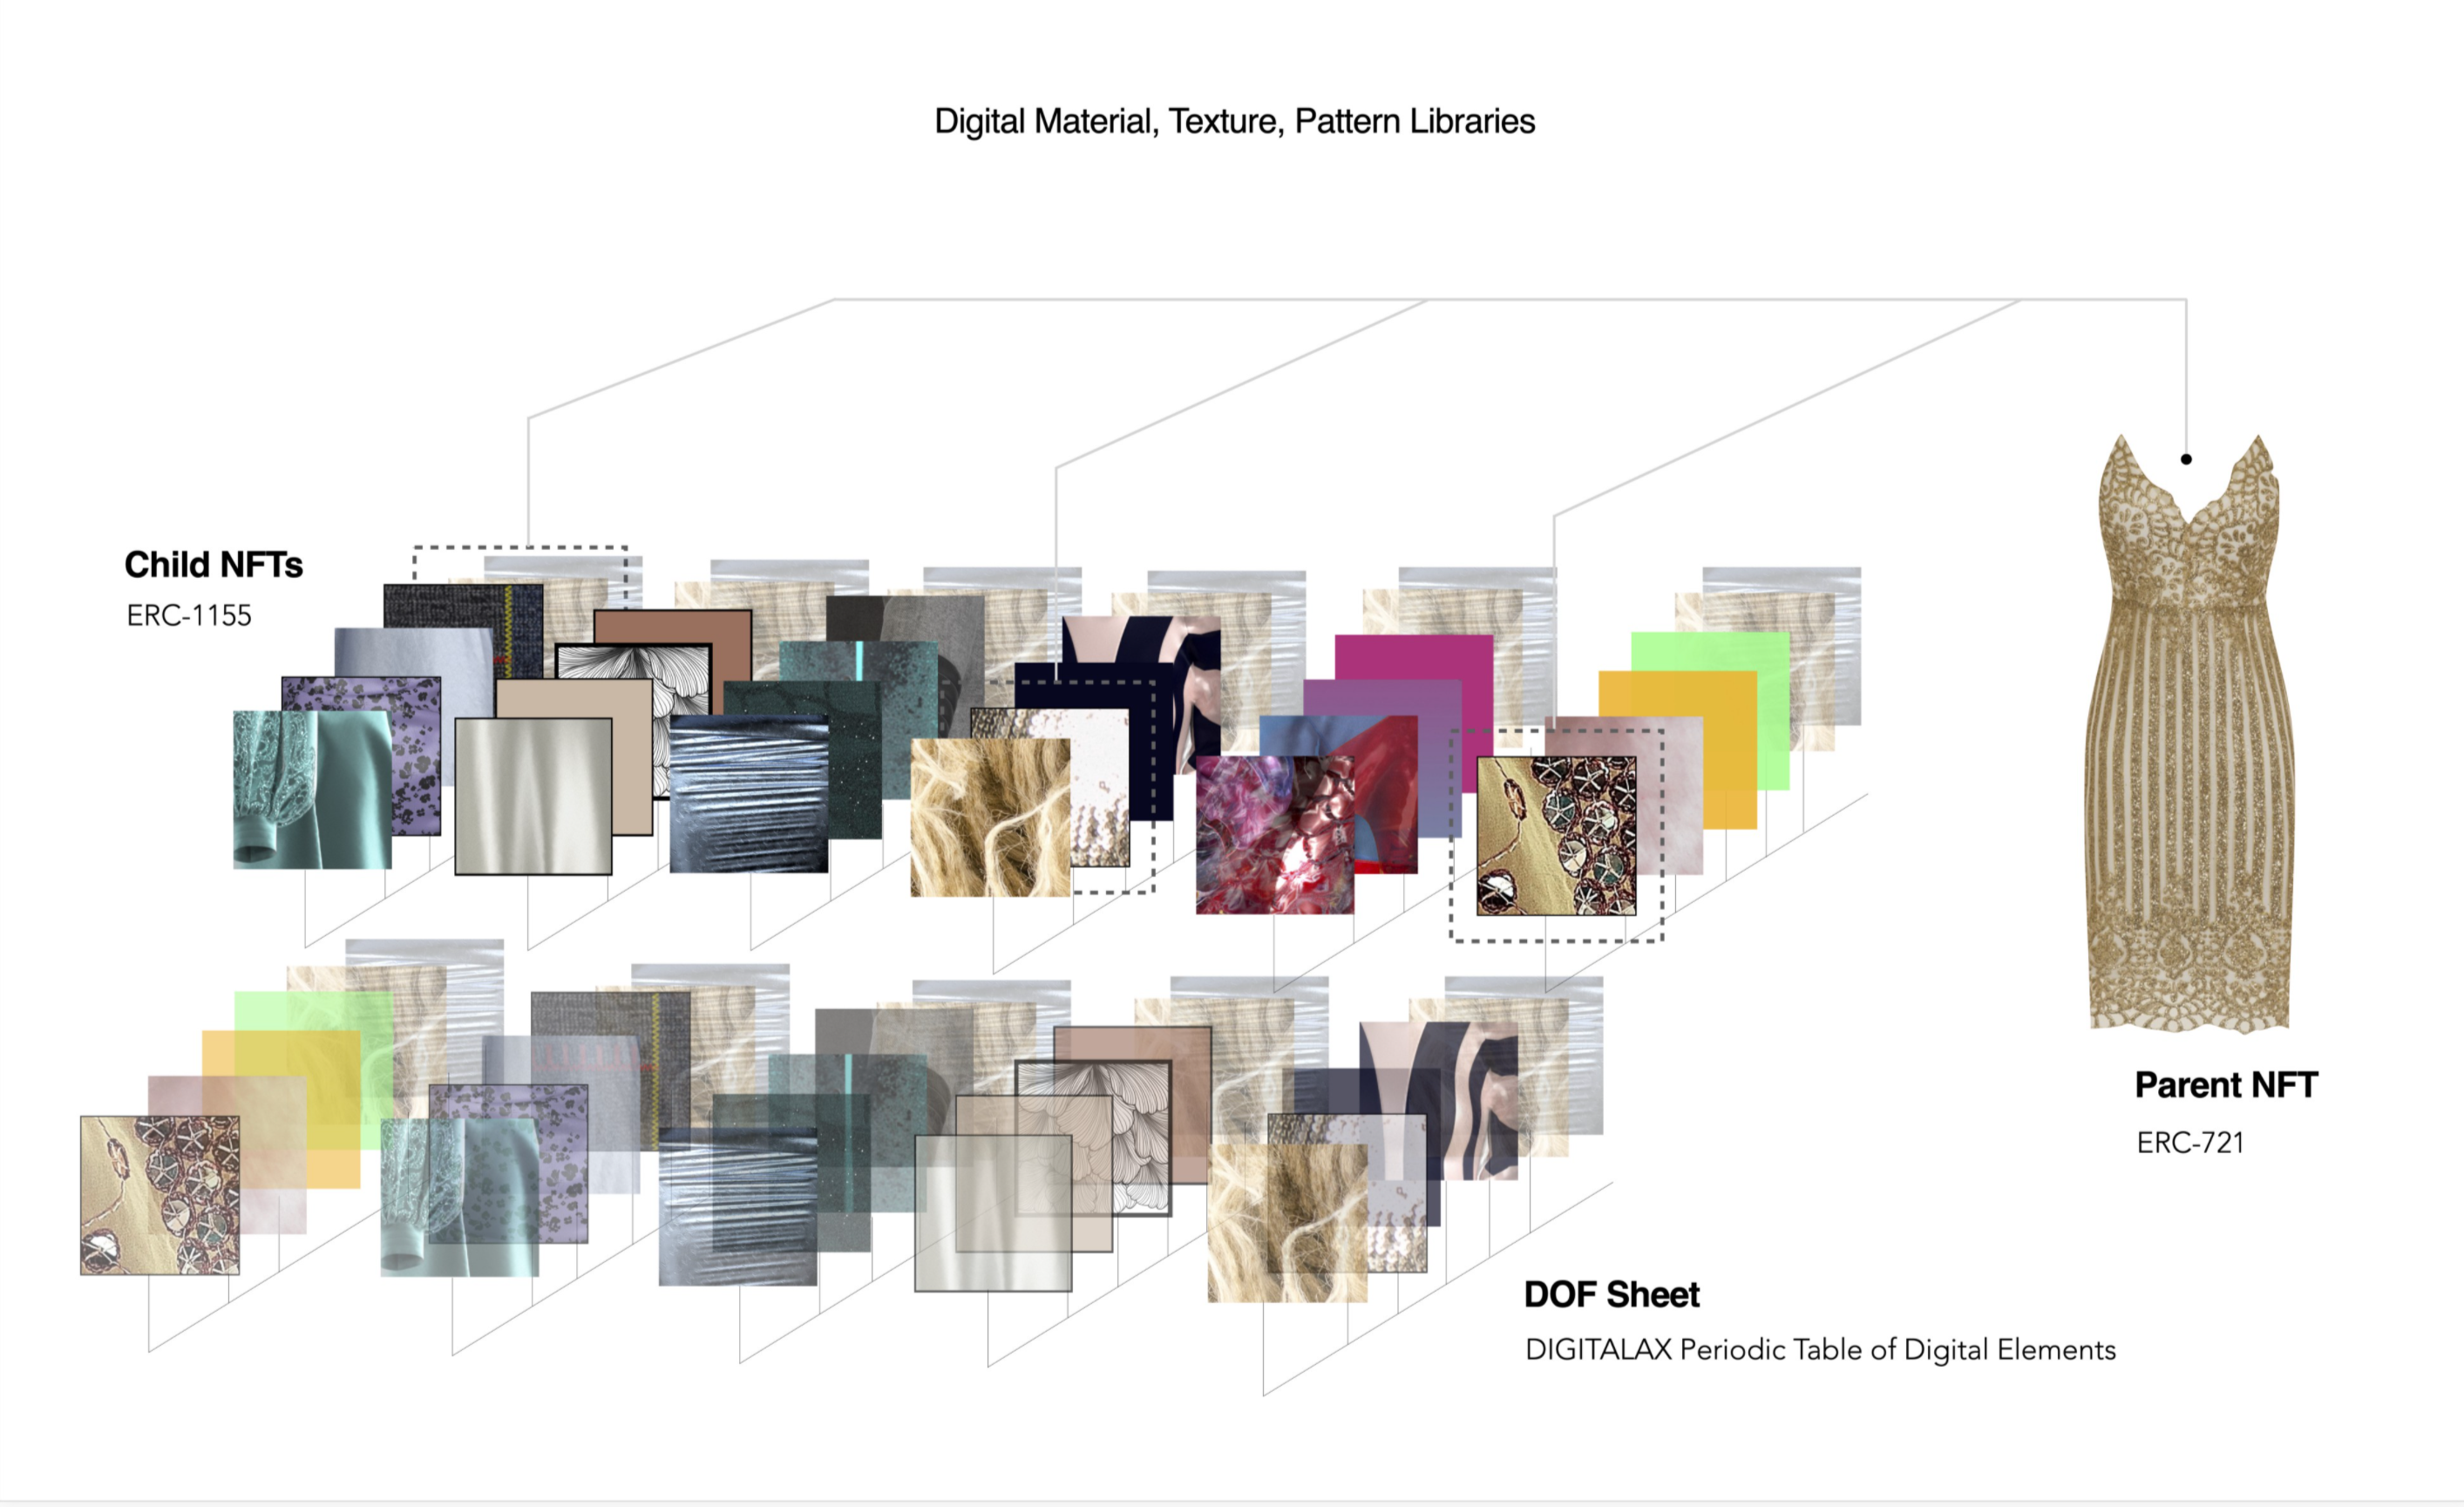 Digital Material, Texture, Pattern Libraries
Child NFTs
ERC-1155
Parent NFT
ERC-721
DOF Sheet
DIGITALAX Periodic Table of Digital Elements